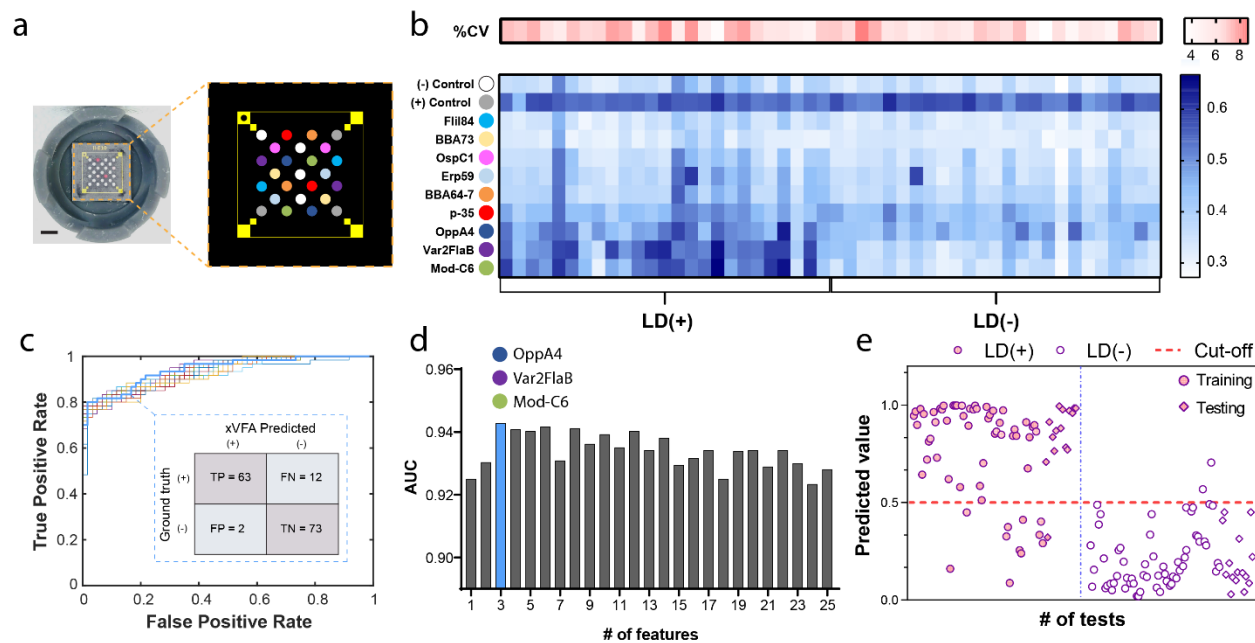 a
b
%CV
4 6 8
(-) Control
(+) Control
FliI84
BBA73
OspC1
Erp59
BBA64-7
p-35
OppA4
Var2FlaB
Mod-C6
0.6
0.5
0.4
0.3
LD(+)
LD(-)
c
True Positive Rate
1
0.8
0.6
0.4
0.2
0
0 0.2 0.4 0.6 0.8 1
False Positive Rate
xVFA Predicted
(+) (-)
Ground truth
(+) TP = 63 FN = 12
(-) FP = 2 TN = 73
d
OppA4
Var2FlaB
Mod-C6
AUC
0.96
0.94
0.92
0.90
1 3 5 7 9 11 13 15 17 19 21 23 25
# of features
e
LD(+) LD(-) Cut-off
Training
Testing
Predicted value
1.0
0.5
0.0
# of tests